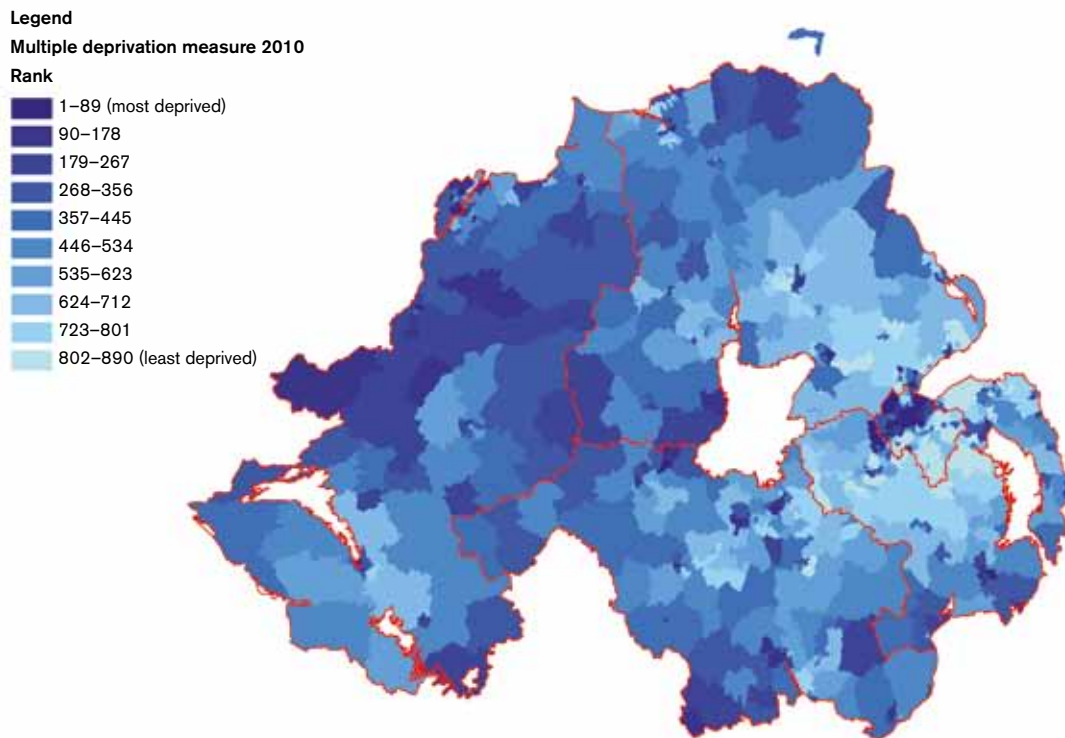 Legend
Multiple deprivation measure 2010
Rank
1–89 (most deprived)
90–178
179–267
268–356
357–445
446–534
535–623
624–712
723–801
802–890 (least deprived)